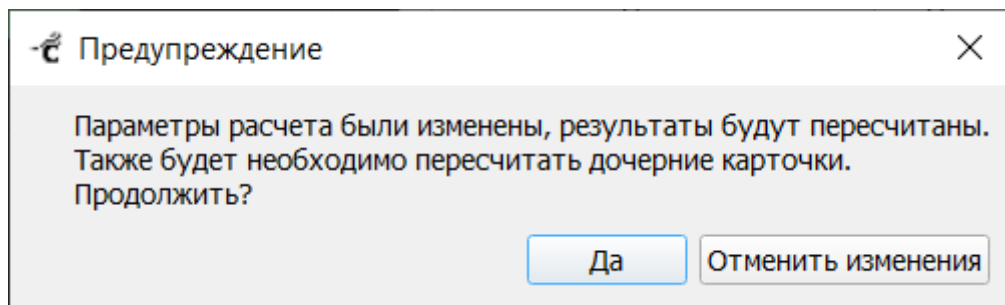 Предупреждение
Параметры расчета были изменены, результаты будут пересчитаны.
Также будет необходимо пересчитать дочерние карточки.
Продолжить?
Да
Отменить изменения